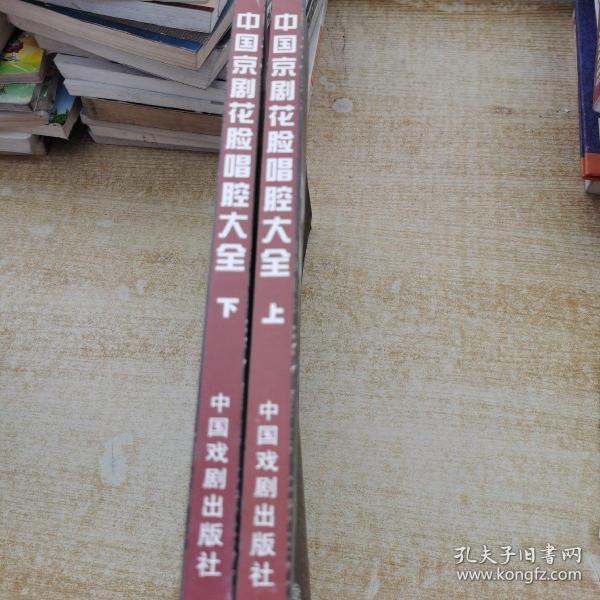 中国京剧花脸唱腔大全 下
中国戏剧出版社
中国京剧花脸唱腔大全 上
中国戏剧出版社
孔夫子旧书网
www.kongfz.com